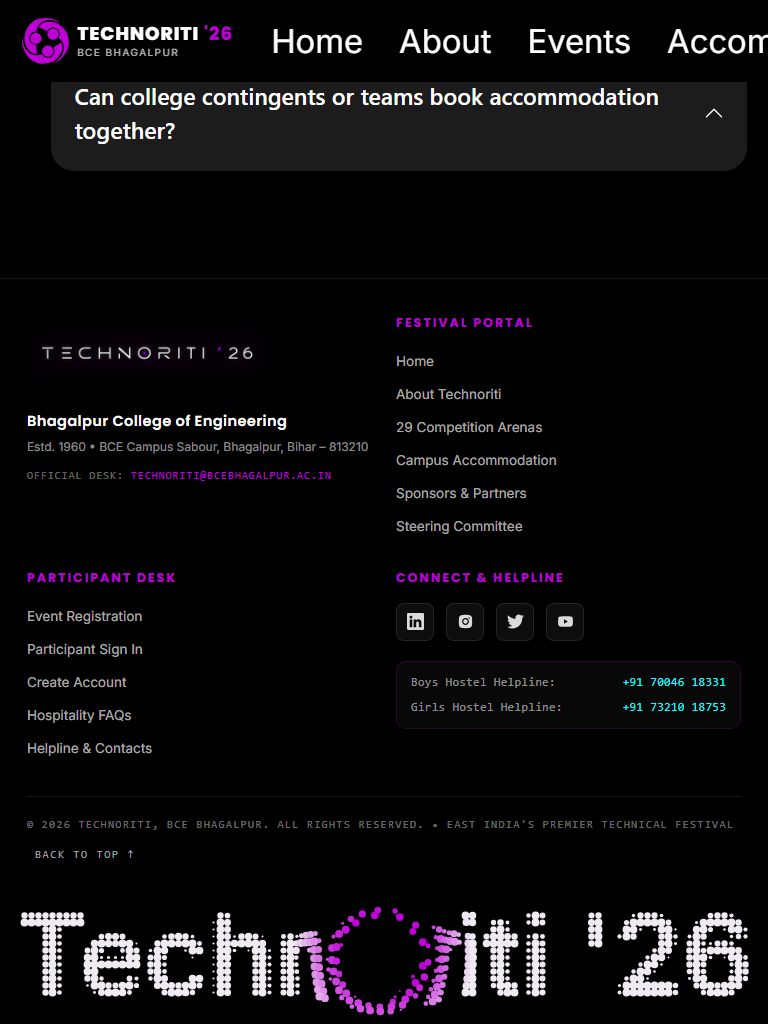 TECHNORITI '26
BCE BHAGALPUR
Home About Events Accom
Can college contingents or teams book accommodation
together?
TECHNORITI '26
Bhagalpur College of Engineering
Estd. 1960 • BCE Campus Sabour, Bhagalpur, Bihar – 813210
OFFICIAL DESK: TECHNORITI@BCEBHAGALPUR.AC.IN
FESTIVAL PORTAL
Home
About Technoriti
29 Competition Arenas
Campus Accommodation
Sponsors & Partners
Steering Committee
PARTICIPANT DESK
Event Registration
Participant Sign In
Create Account
Hospitality FAQs
Helpline & Contacts
CONNECT & HELPLINE
Boys Hostel Helpline: +91 70046 18331
Girls Hostel Helpline: +91 73210 18753
© 2026 TECHNORITI, BCE BHAGALPUR. ALL RIGHTS RESERVED. • EAST INDIA'S PREMIER TECHNICAL FESTIVAL
BACK TO TOP ↑
Technoriti '26